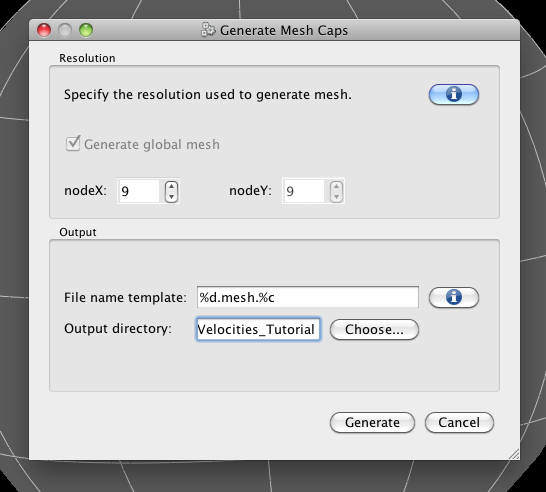 Generate Mesh Caps
Resolution
Specify the resolution used to generate mesh.
Generate global mesh
nodeX: 9 nodeY: 9
Output
File name template: %d.mesh.%c
Output directory: Velocities_Tutorial Choose...
Generate Cancel